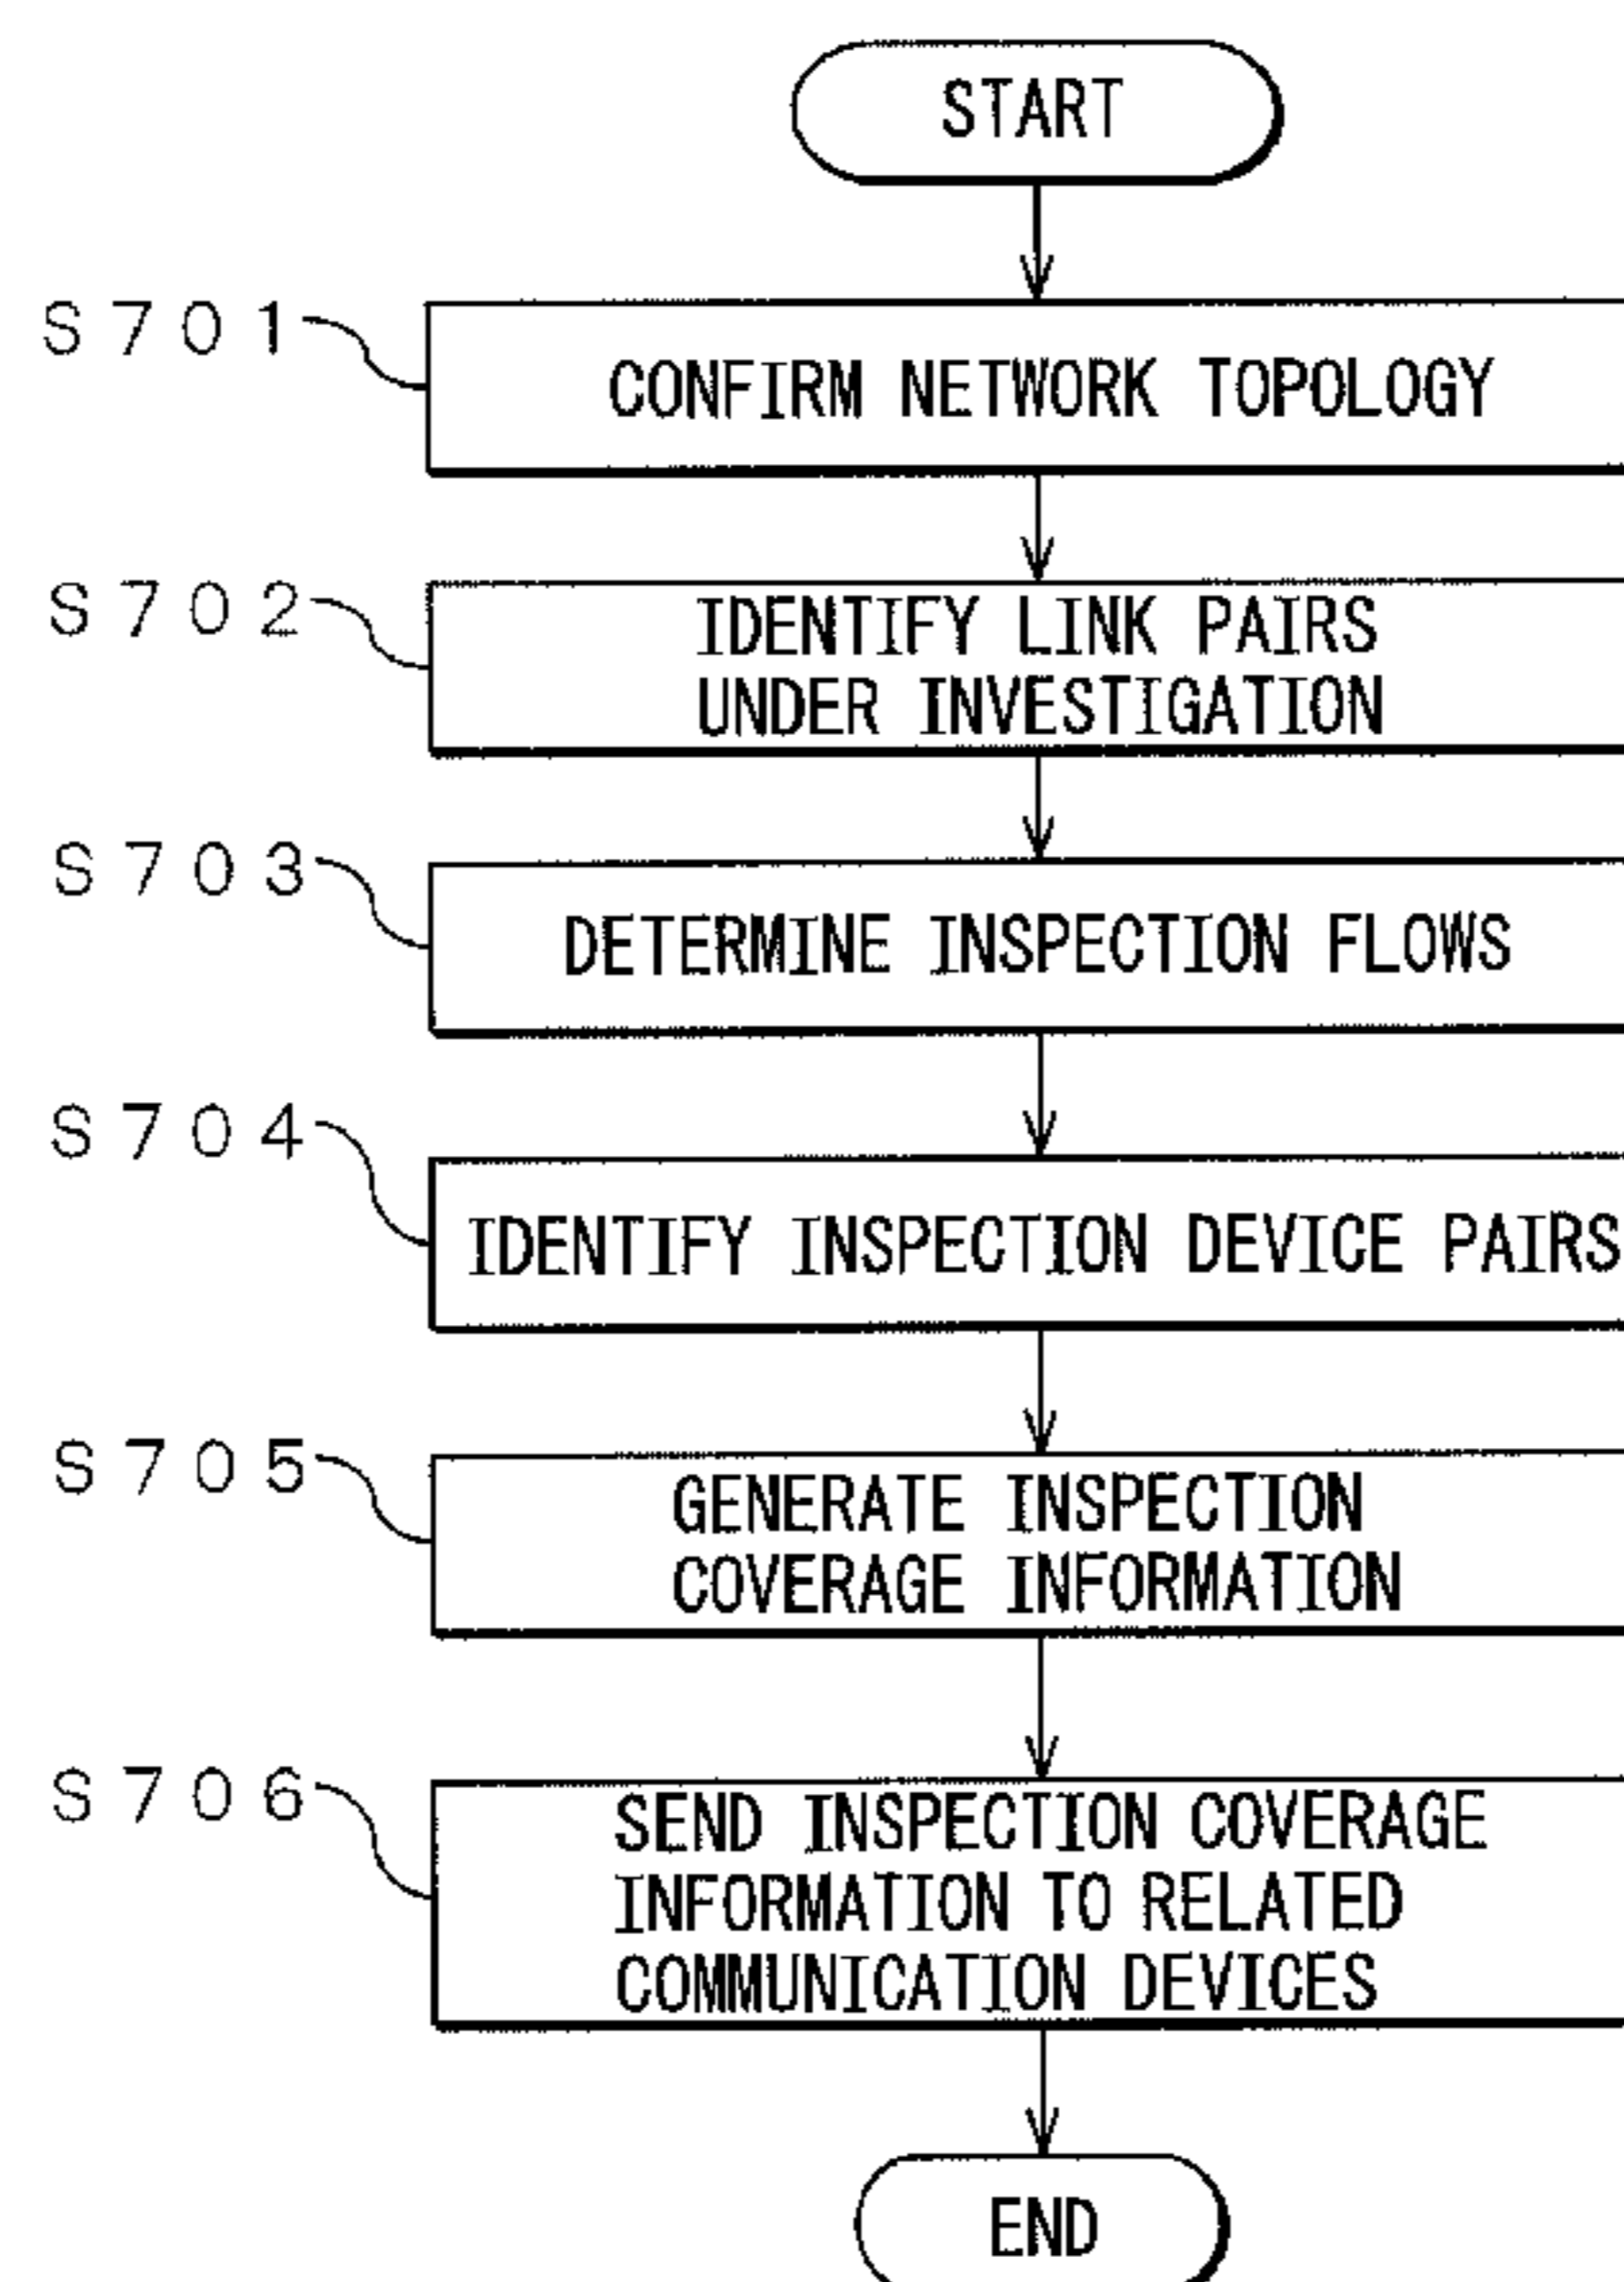 START
S701
CONFIRM NETWORK TOPOLOGY
S702
IDENTIFY LINK PAIRS
UNDER INVESTIGATION
S703
DETERMINE INSPECTION FLOWS
S704
IDENTIFY INSPECTION DEVICE PAIRS
S705
GENERATE INSPECTION
COVERAGE INFORMATION
S706
SEND INSPECTION COVERAGE
INFORMATION TO RELATED
COMMUNICATION DEVICES
END